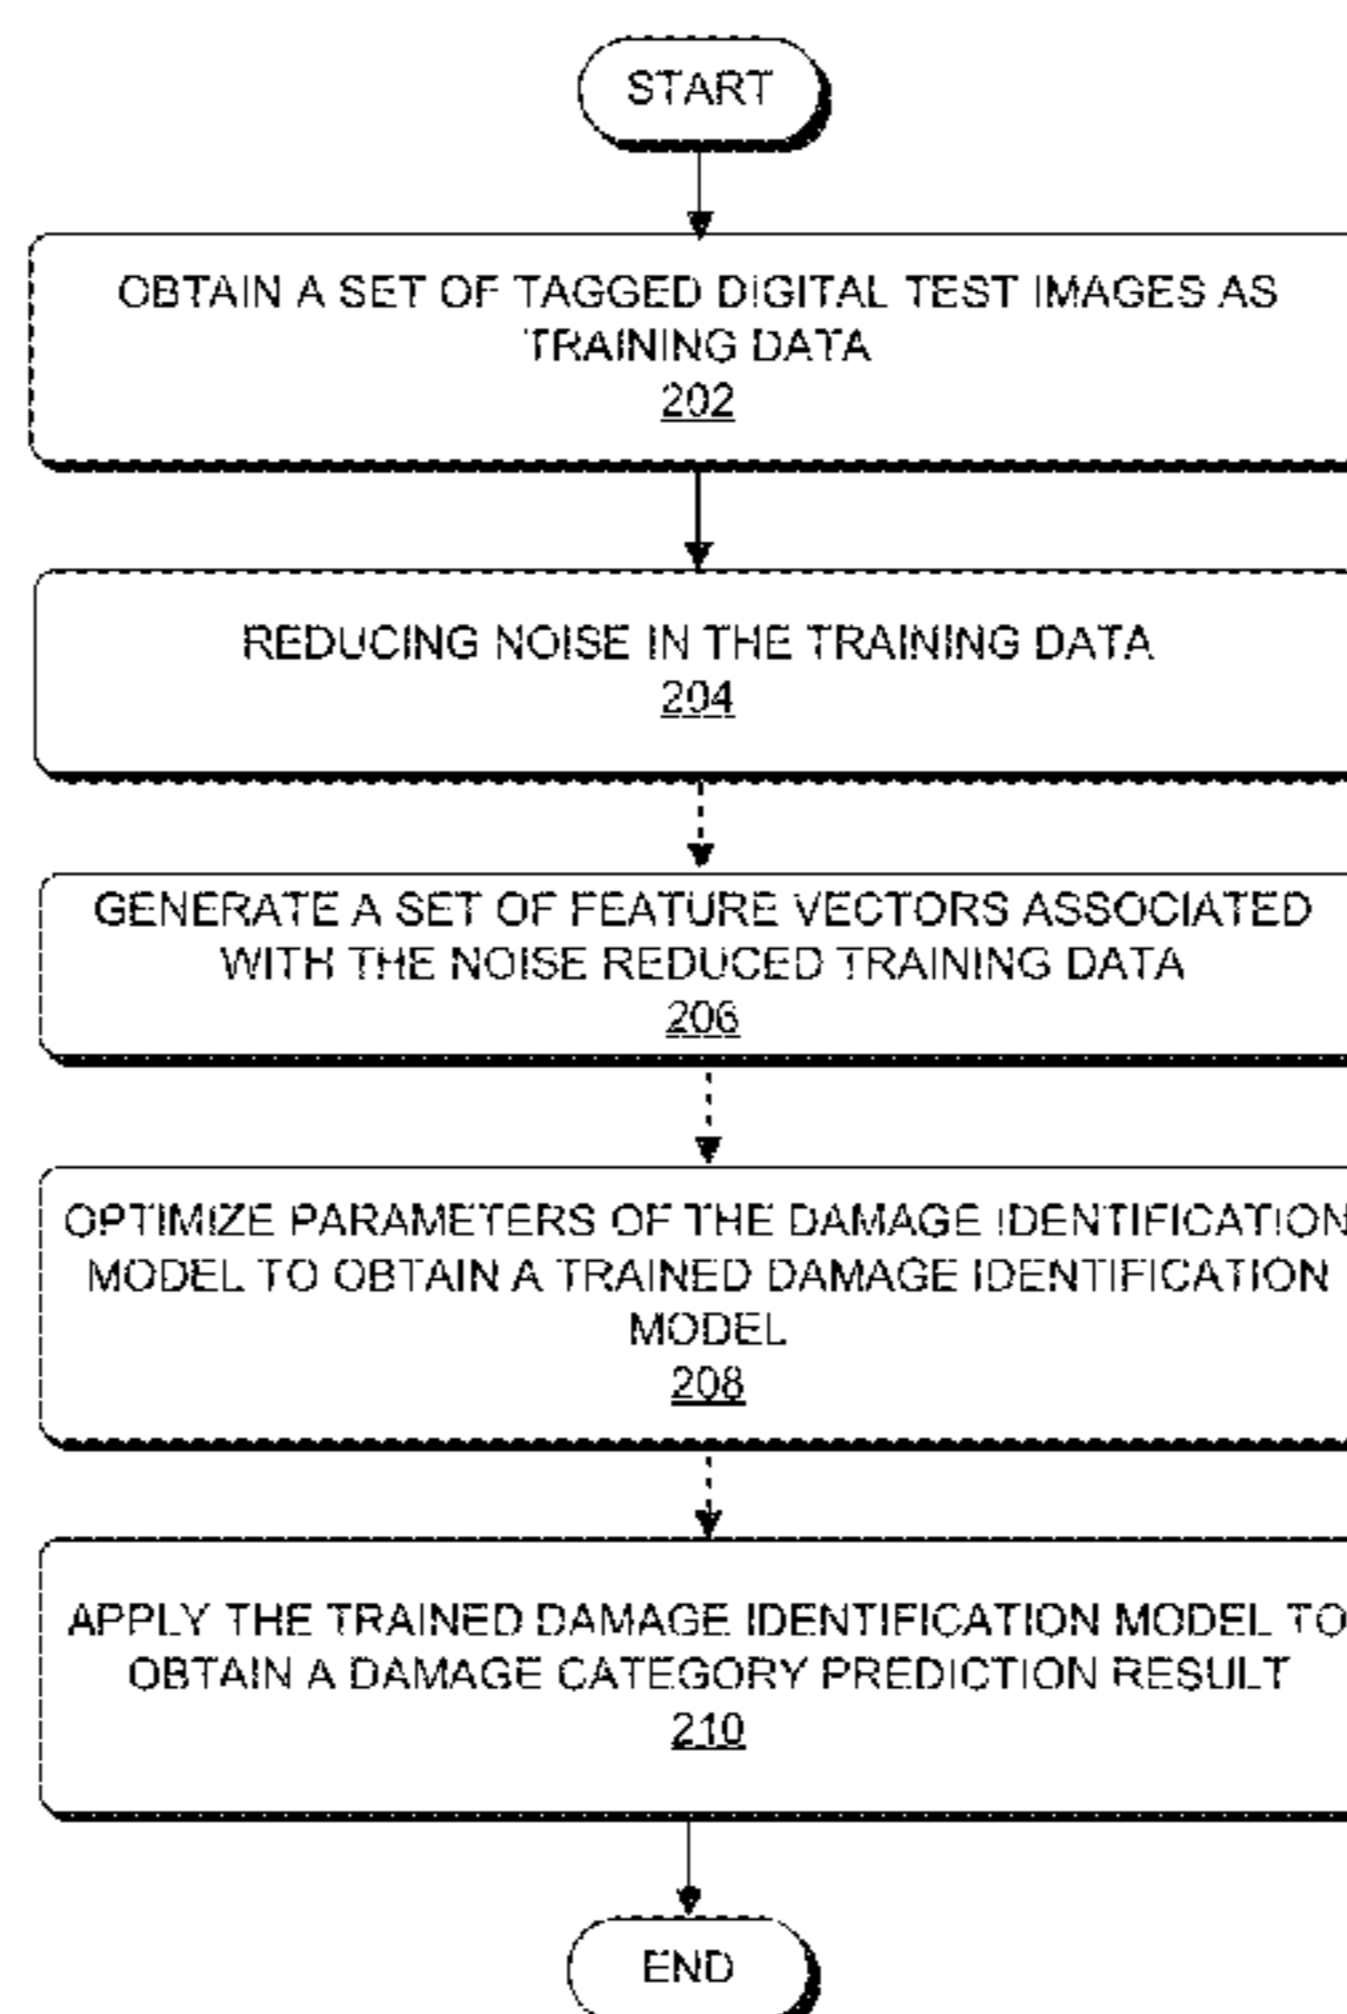 START
OBTAIN A SET OF TAGGED DIGITAL TEST IMAGES AS
TRAINING DATA
202
REDUCING NOISE IN THE TRAINING DATA
204
GENERATE A SET OF FEATURE VECTORS ASSOCIATED
WITH THE NOISE REDUCED TRAINING DATA
206
OPTIMIZE PARAMETERS OF THE DAMAGE IDENTIFICATION
MODEL TO OBTAIN A TRAINED DAMAGE IDENTIFICATION
MODEL
208
APPLY THE TRAINED DAMAGE IDENTIFICATION MODEL TO
OBTAIN A DAMAGE CATEGORY PREDICTION RESULT
210
END